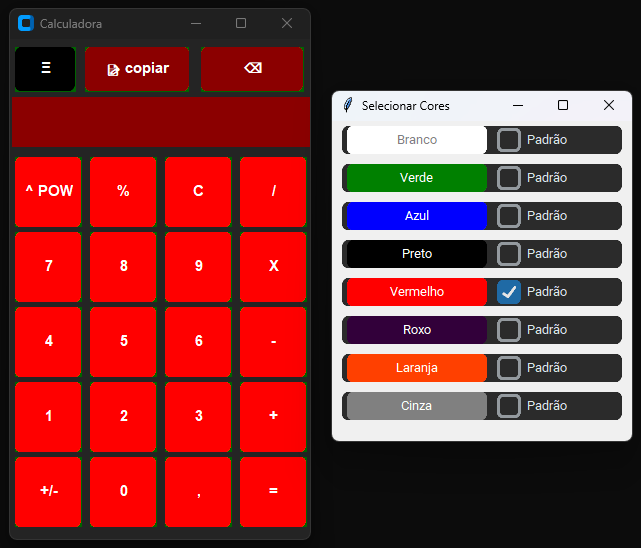 Calculadora
Ξ copiar ⌫
^ POW % C /
7 8 9 X
4 5 6 -
1 2 3 +
+/- 0 , =
Selecionar Cores
Branco Padrão
Verde Padrão
Azul Padrão
Preto Padrão
Vermelho Padrão
Roxo Padrão
Laranja Padrão
Cinza Padrão